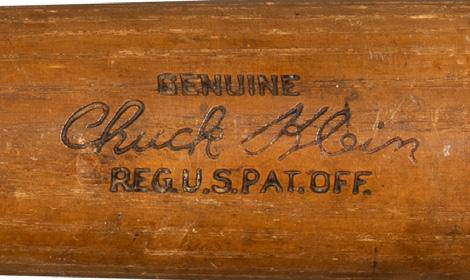 GENUINE
Chuck Klein
REG.U.S.PAT.OFF.